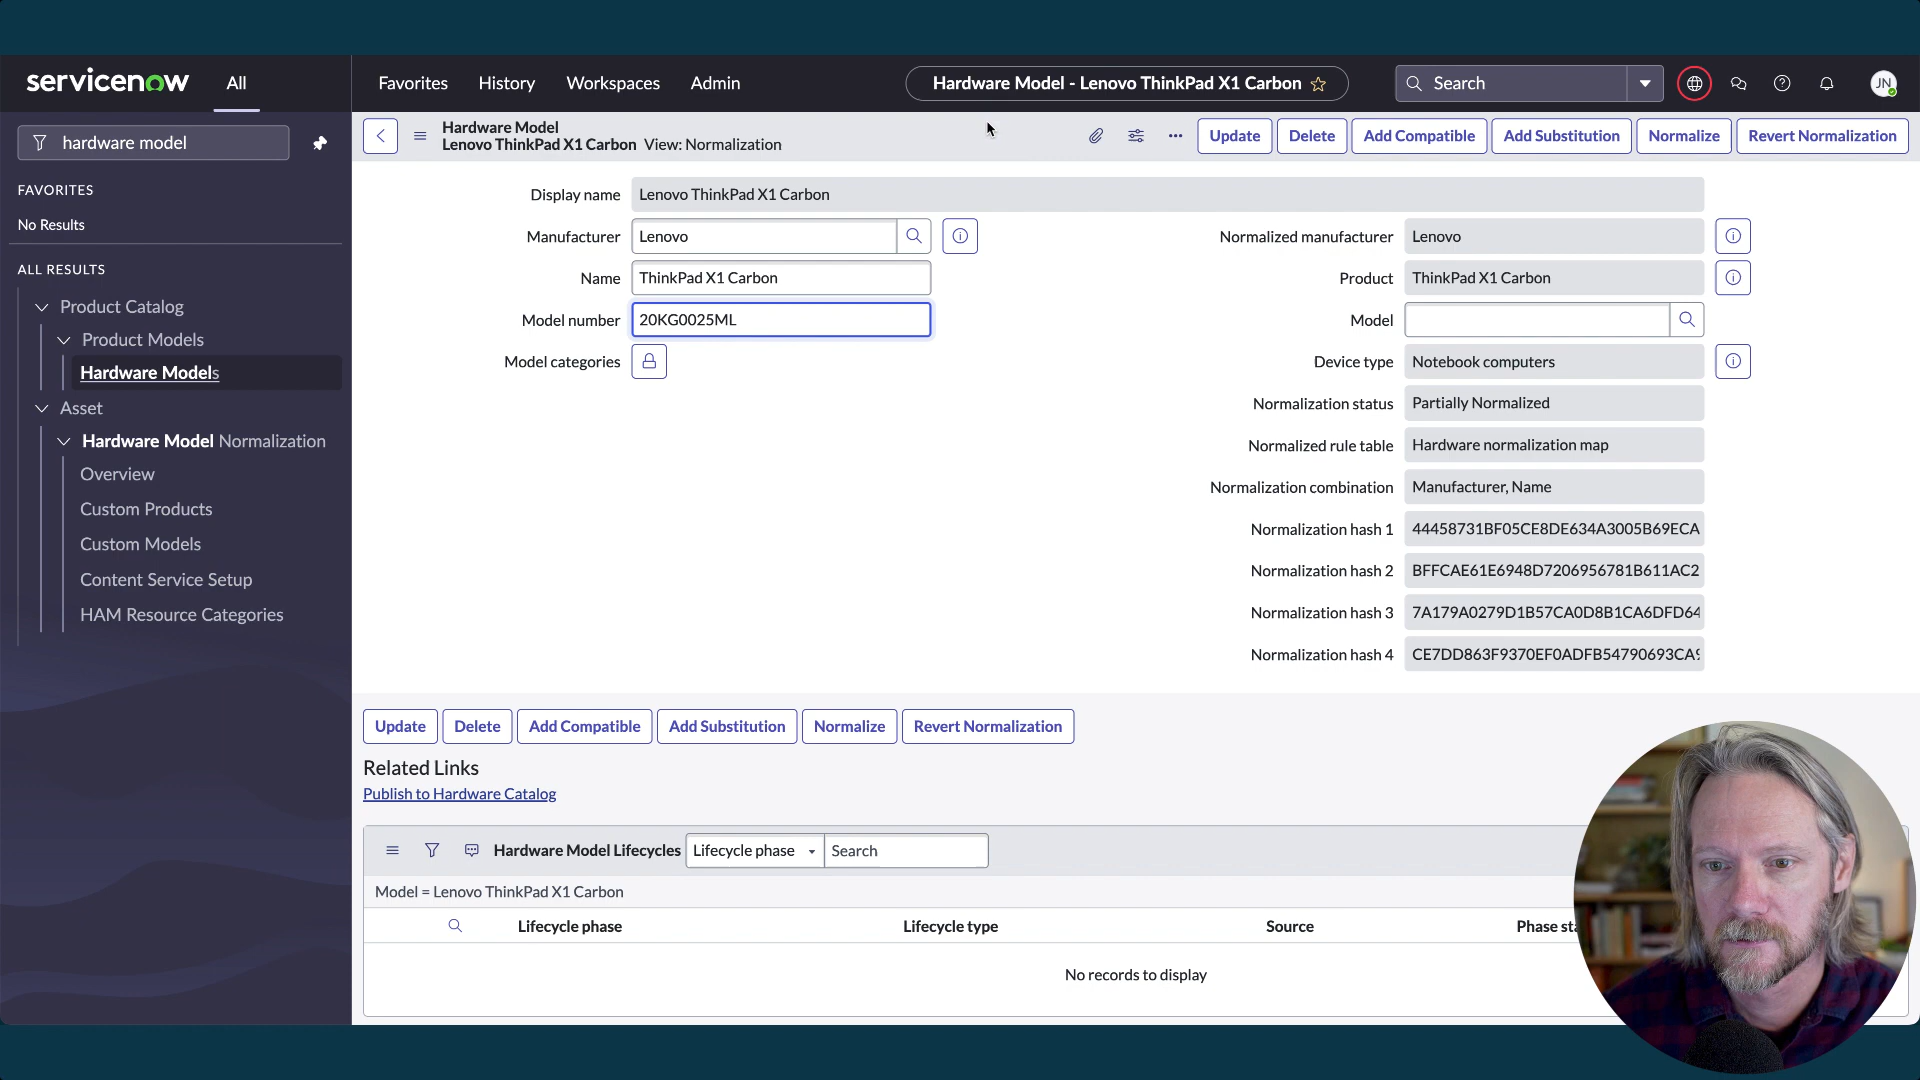 servicenow
All
Favorites
History
Workspaces
Admin
Hardware Model - Lenovo ThinkPad X1 Carbon
Search
JN
hardware model
Hardware Model
Lenovo ThinkPad X1 Carbon View: Normalization
Update
Delete
Add Compatible
Add Substitution
Normalize
Revert Normalization
FAVORITES
No Results
ALL RESULTS
Product Catalog
Product Models
Hardware Models
Asset
Hardware Model Normalization
Overview
Custom Products
Custom Models
Content Service Setup
HAM Resource Categories
Display name
Lenovo ThinkPad X1 Carbon
Manufacturer
Lenovo
Name
ThinkPad X1 Carbon
Model number
20KG0025ML
Model categories
Normalized manufacturer
Lenovo
Product
ThinkPad X1 Carbon
Model
Device type
Notebook computers
Normalization status
Partially Normalized
Normalized rule table
Hardware normalization map
Normalization combination
Manufacturer, Name
Normalization hash 1
44458731BF05CE8DE634A3005B69ECA
Normalization hash 2
BFFCAE61E6948D7206956781B611AC2
Normalization hash 3
7A179A0279D1B57CA0D8B1CA6DFD64
Normalization hash 4
CE7DD863F9370EF0ADFB54790693CA9
Update
Delete
Add Compatible
Add Substitution
Normalize
Revert Normalization
Related Links
Publish to Hardware Catalog
Hardware Model Lifecycles
Lifecycle phase
Search
Model = Lenovo ThinkPad X1 Carbon
Lifecycle phase
Lifecycle type
Source
Phase sta
No records to display